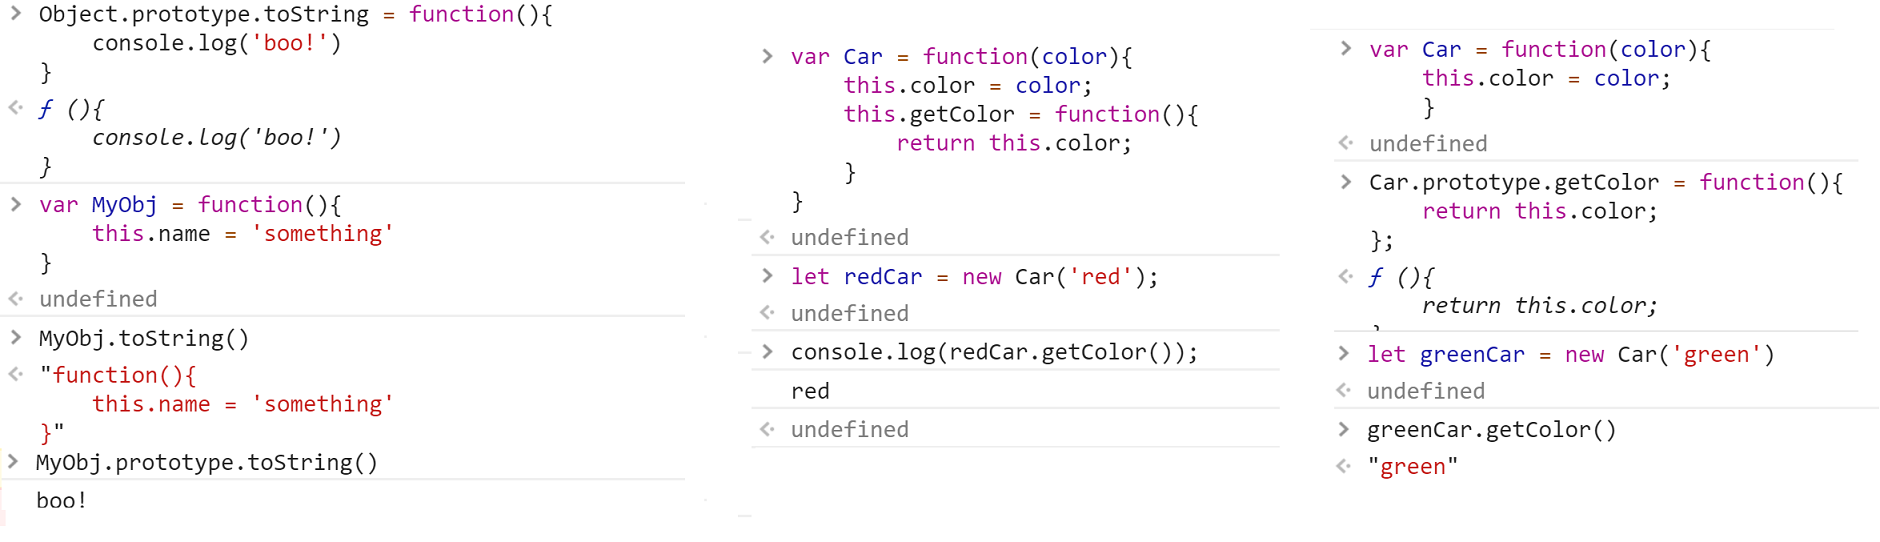 Object.prototype.toString = function(){
    console.log('boo!')
}
ƒ (){
    console.log('boo!')
}
var MyObj = function(){
    this.name = 'something'
}
undefined
MyObj.toString()
"function(){
    this.name = 'something'
}"
MyObj.prototype.toString()
boo!
var Car = function(color){
    this.color = color;
    this.getColor = function(){
        return this.color;
    }
}
undefined
let redCar = new Car('red');
undefined
console.log(redCar.getColor());
red
undefined
var Car = function(color){
    this.color = color;
    }
undefined
Car.prototype.getColor = function(){
    return this.color;
};
ƒ (){
    return this.color;
}
let greenCar = new Car('green')
undefined
greenCar.getColor()
"green"